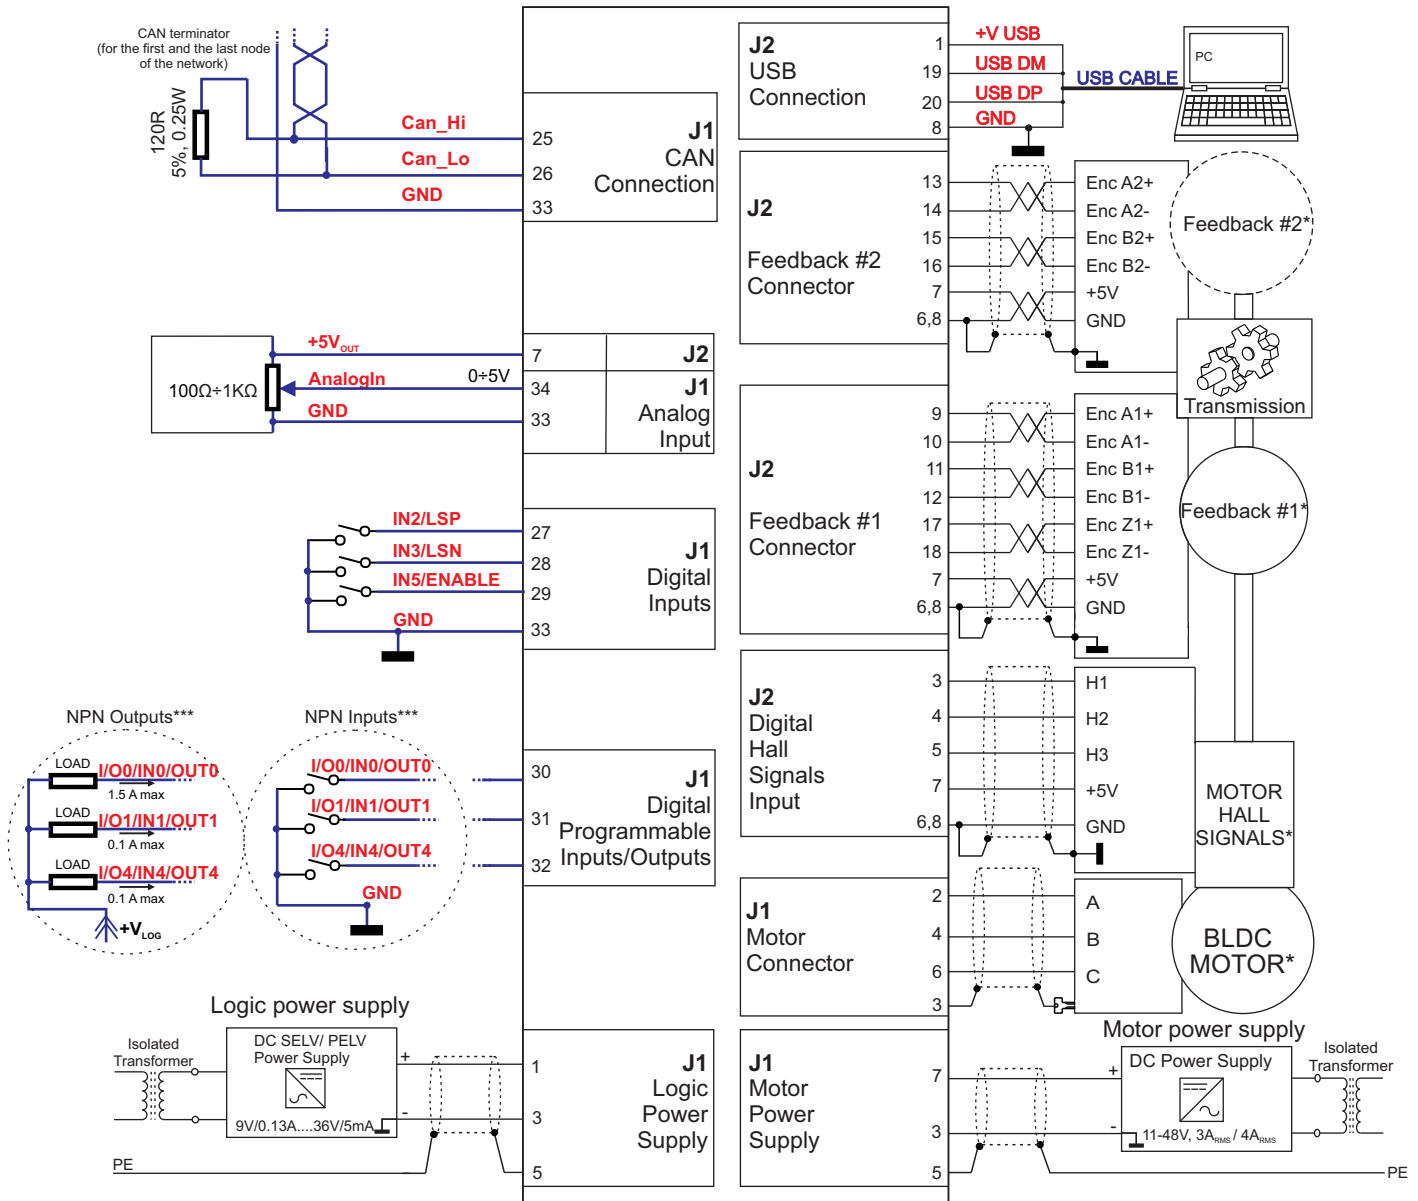 CAN terminator
(for the first and the last node
of the network)
120R
5%, 0.25W
Can_Hi
25
Can_Lo
26
GND
33
J1
CAN
Connection
100Ω÷1KΩ
+5VOUT
7
J2
AnalogIn
0÷5V
34
GND
33
J1
Analog
Input
IN2/LSP
27
IN3/LSN
28
IN5/ENABLE
29
GND
33
J1
Digital
Inputs
NPN Outputs***
LOAD
I/O0/IN0/OUT0
1.5 A max
LOAD
I/O1/IN1/OUT1
0.1 A max
LOAD
I/O4/IN4/OUT4
0.1 A max
+VLOG
NPN Inputs***
I/O0/IN0/OUT0
I/O1/IN1/OUT1
I/O4/IN4/OUT4
GND
30
31
32
J1
Digital
Programmable
Inputs/Outputs
Logic power supply
Isolated
Transformer
DC SELV/ PELV
Power Supply
9V/0.13A....36V/5mA
+
-
PE
1
3
5
J1
Logic
Power
Supply
J2
USB
Connection
1
+V USB
19
USB DM
20
USB DP
8
GND
USB CABLE
PC
J2
Feedback #2
Connector
13
Enc A2+
14
Enc A2-
15
Enc B2+
16
Enc B2-
7
+5V
6,8
GND
Feedback #2*
Transmission
J2
Feedback #1
Connector
9
Enc A1+
10
Enc A1-
11
Enc B1+
12
Enc B1-
17
Enc Z1+
18
Enc Z1-
7
+5V
6,8
GND
Feedback #1*
J2
Digital
Hall
Signals
Input
3
H1
4
H2
5
H3
7
+5V
6,8
GND
MOTOR
HALL
SIGNALS*
J1
Motor
Connector
2
A
4
B
6
C
3
BLDC
MOTOR*
Motor power supply
J1
Motor
Power
Supply
7
3
5
+
-
DC Power Supply
11-48V, 3ARMS / 4ARMS
Isolated
Transformer
PE